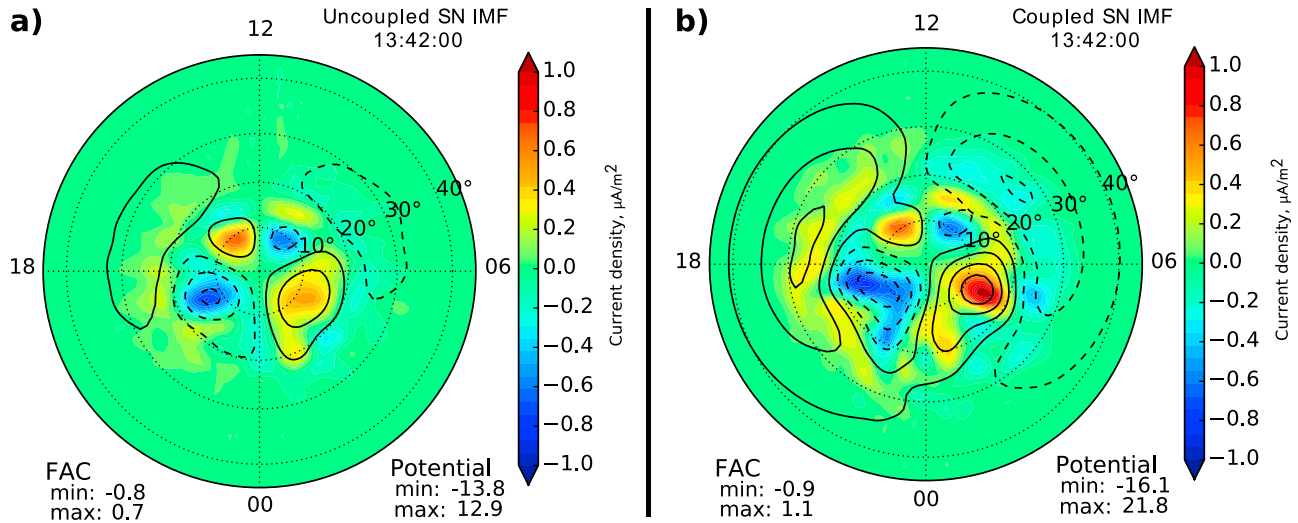 a)
Uncoupled SN IMF
13:42:00
12
18
06
00
10°
20°
30°
40°
1.0
0.8
0.6
0.4
0.2
0.0
−0.2
−0.4
−0.6
−0.8
−1.0
Current density, μA/m²
FAC
min: -0.8
max: 0.7
Potential
min: -13.8
max: 12.9
b)
Coupled SN IMF
13:42:00
12
18
06
00
10°
20°
30°
40°
1.0
0.8
0.6
0.4
0.2
0.0
−0.2
−0.4
−0.6
−0.8
−1.0
Current density, μA/m²
FAC
min: -0.9
max: 1.1
Potential
min: -16.1
max: 21.8